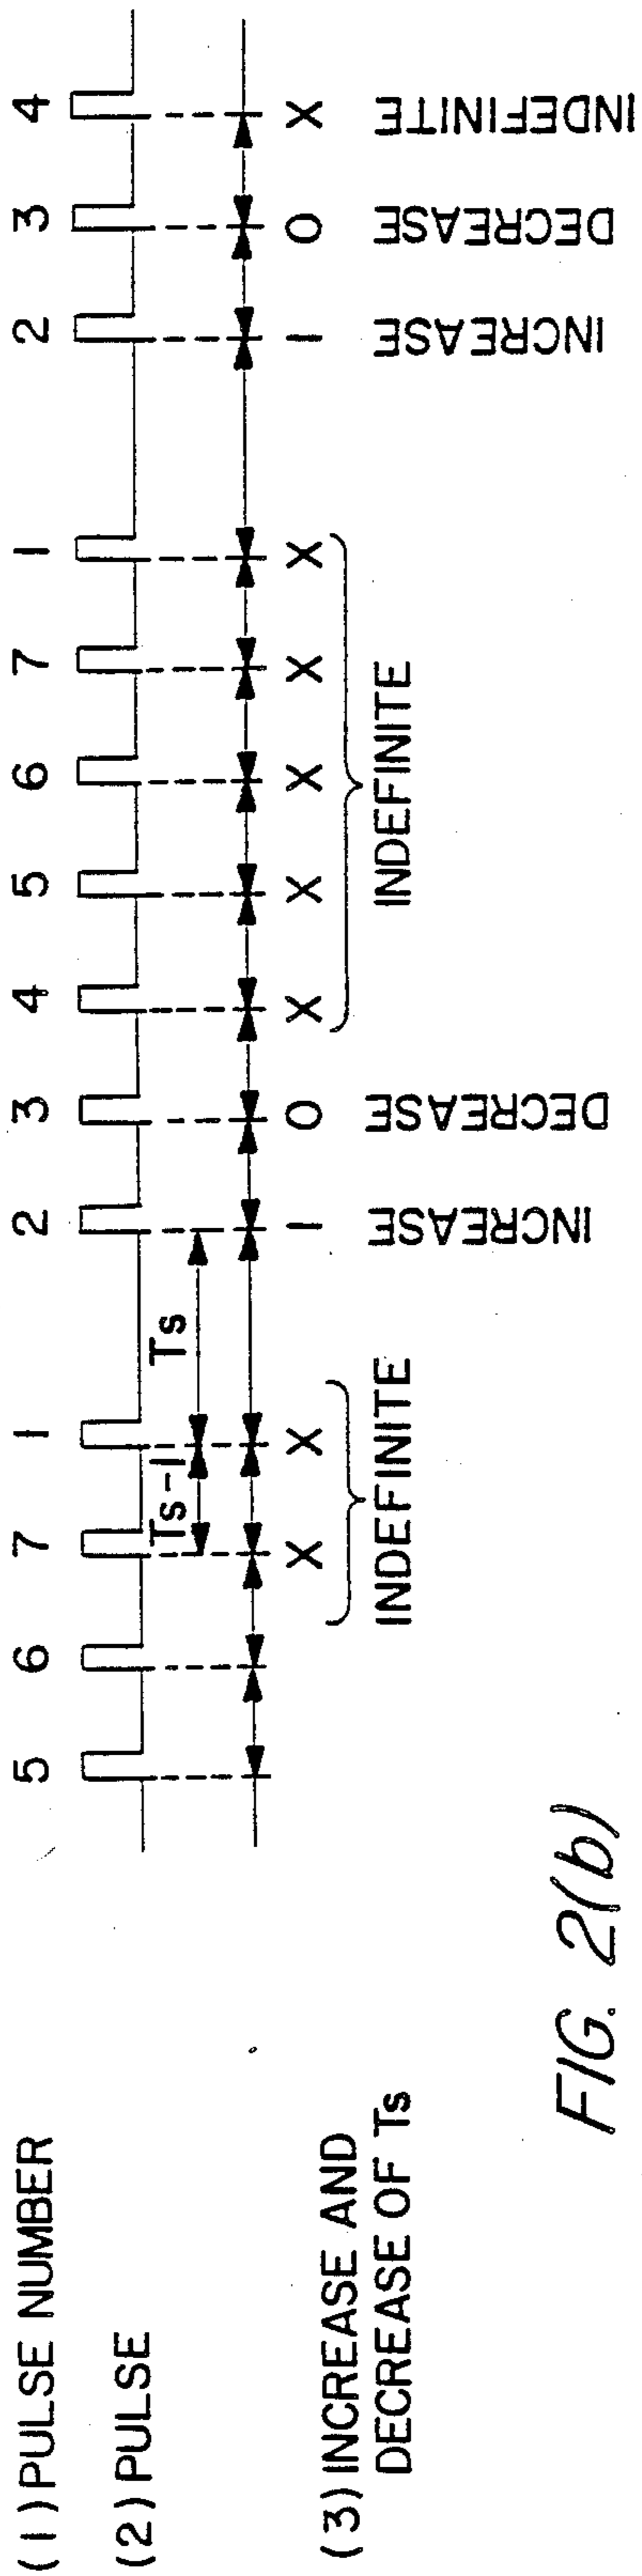 (1) PULSE NUMBER 5 6 7 1 2 3 4 5 6 7 1 2 3 4
(2) PULSE
Ts-1 Ts
(3) INCREASE AND
DECREASE OF Ts
X X 1 0 X X X X X 1 0 X
INDEFINITE INCREASE DECREASE INDEFINITE INCREASE DECREASE INDEFINITE
FIG. 2(b)